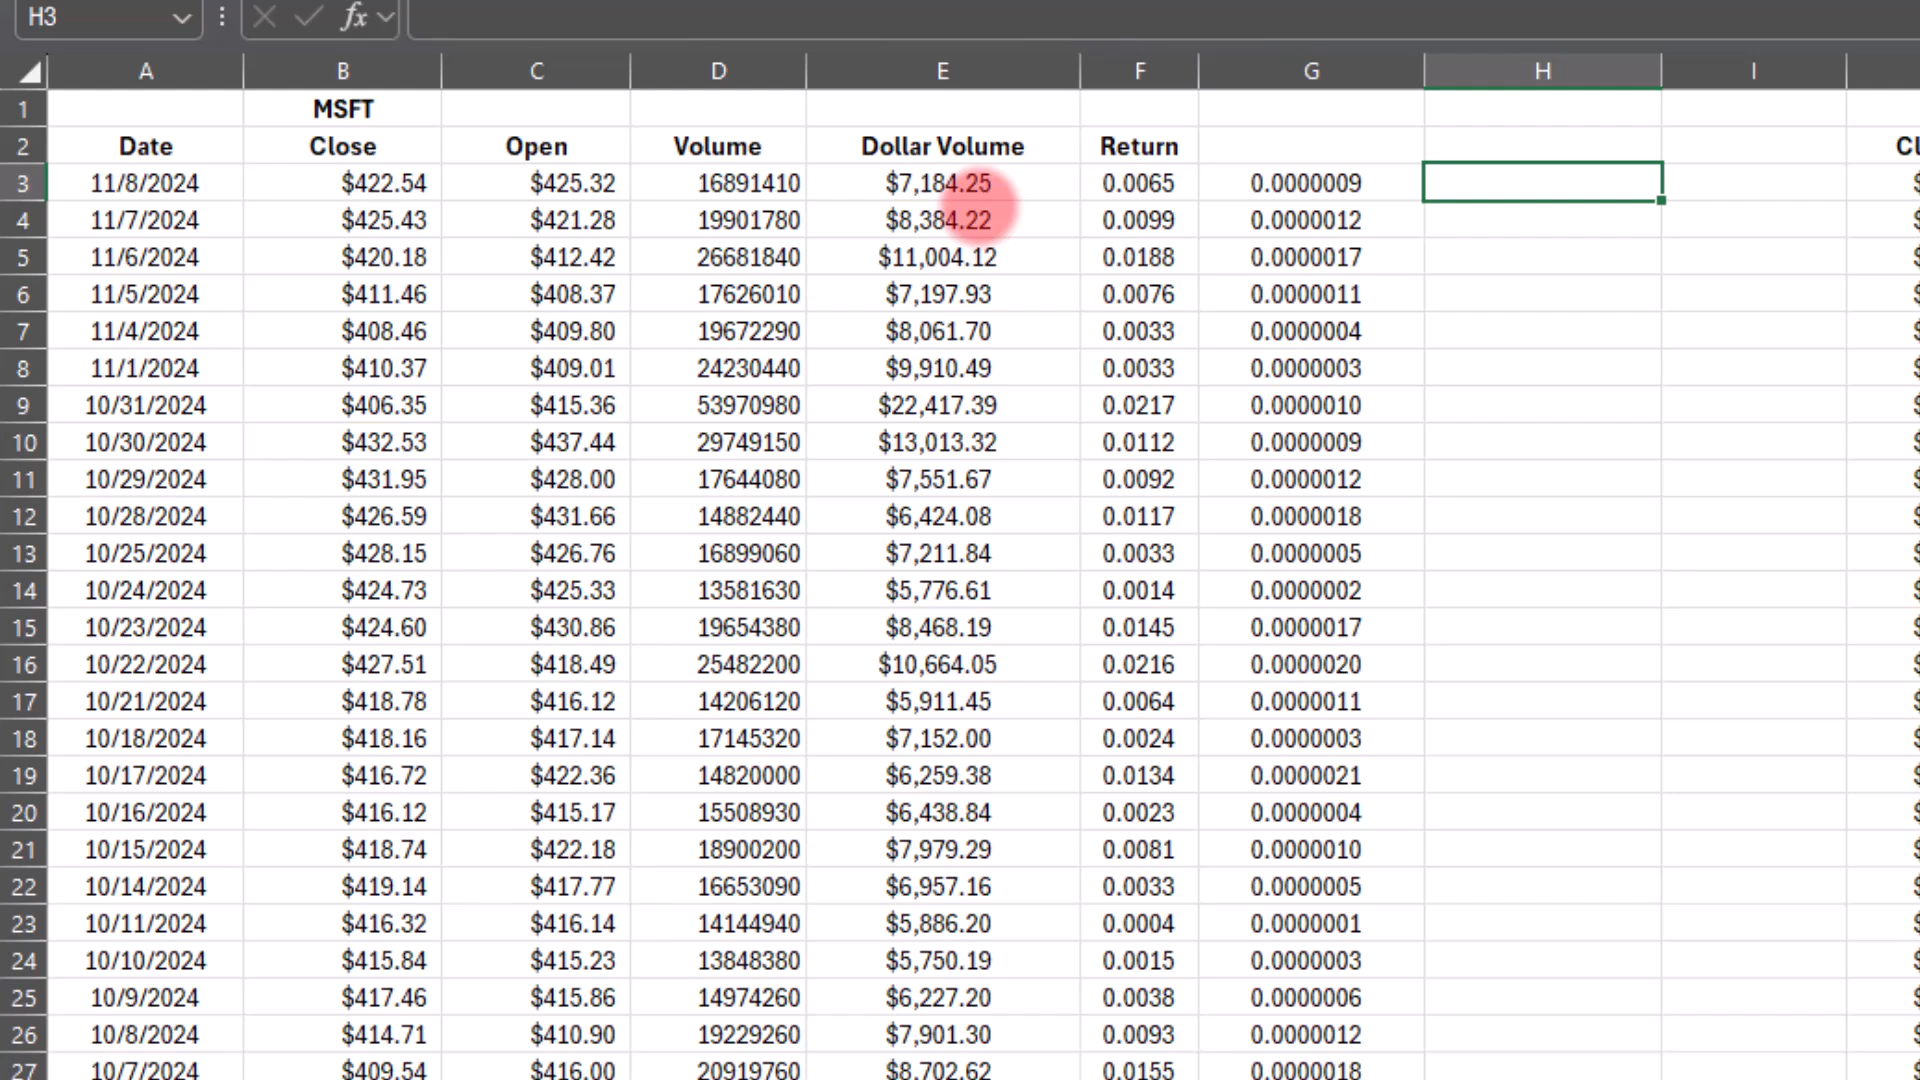 H3 fx
A B C D E F G H I
1 MSFT
2 Date Close Open Volume Dollar Volume Return Cl
3 11/8/2024 $422.54 $425.32 16891410 $7,184.25 0.0065 0.0000009 $
4 11/7/2024 $425.43 $421.28 19901780 $8,384.22 0.0099 0.0000012 $
5 11/6/2024 $420.18 $412.42 26681840 $11,004.12 0.0188 0.0000017 $
6 11/5/2024 $411.46 $408.37 17626010 $7,197.93 0.0076 0.0000011 $
7 11/4/2024 $408.46 $409.80 19672290 $8,061.70 0.0033 0.0000004 $
8 11/1/2024 $410.37 $409.01 24230440 $9,910.49 0.0033 0.0000003 $
9 10/31/2024 $406.35 $415.36 53970980 $22,417.39 0.0217 0.0000010 $
10 10/30/2024 $432.53 $437.44 29749150 $13,013.32 0.0112 0.0000009 $
11 10/29/2024 $431.95 $428.00 17644080 $7,551.67 0.0092 0.0000012 $
12 10/28/2024 $426.59 $431.66 14882440 $6,424.08 0.0117 0.0000018 $
13 10/25/2024 $428.15 $426.76 16899060 $7,211.84 0.0033 0.0000005 $
14 10/24/2024 $424.73 $425.33 13581630 $5,776.61 0.0014 0.0000002 $
15 10/23/2024 $424.60 $430.86 19654380 $8,468.19 0.0145 0.0000017 $
16 10/22/2024 $427.51 $418.49 25482200 $10,664.05 0.0216 0.0000020 $
17 10/21/2024 $418.78 $416.12 14206120 $5,911.45 0.0064 0.0000011 $
18 10/18/2024 $418.16 $417.14 17145320 $7,152.00 0.0024 0.0000003 $
19 10/17/2024 $416.72 $422.36 14820000 $6,259.38 0.0134 0.0000021 $
20 10/16/2024 $416.12 $415.17 15508930 $6,438.84 0.0023 0.0000004 $
21 10/15/2024 $418.74 $422.18 18900200 $7,979.29 0.0081 0.0000010 $
22 10/14/2024 $419.14 $417.77 16653090 $6,957.16 0.0033 0.0000005 $
23 10/11/2024 $416.32 $416.14 14144940 $5,886.20 0.0004 0.0000001 $
24 10/10/2024 $415.84 $415.23 13848380 $5,750.19 0.0015 0.0000003 $
25 10/9/2024 $417.46 $415.86 14974260 $6,227.20 0.0038 0.0000006 $
26 10/8/2024 $414.71 $410.90 19229260 $7,901.30 0.0093 0.0000012 $
27 10/7/2024 $409.54 $416.00 20919760 $8,702.62 0.0155 0.0000018 $